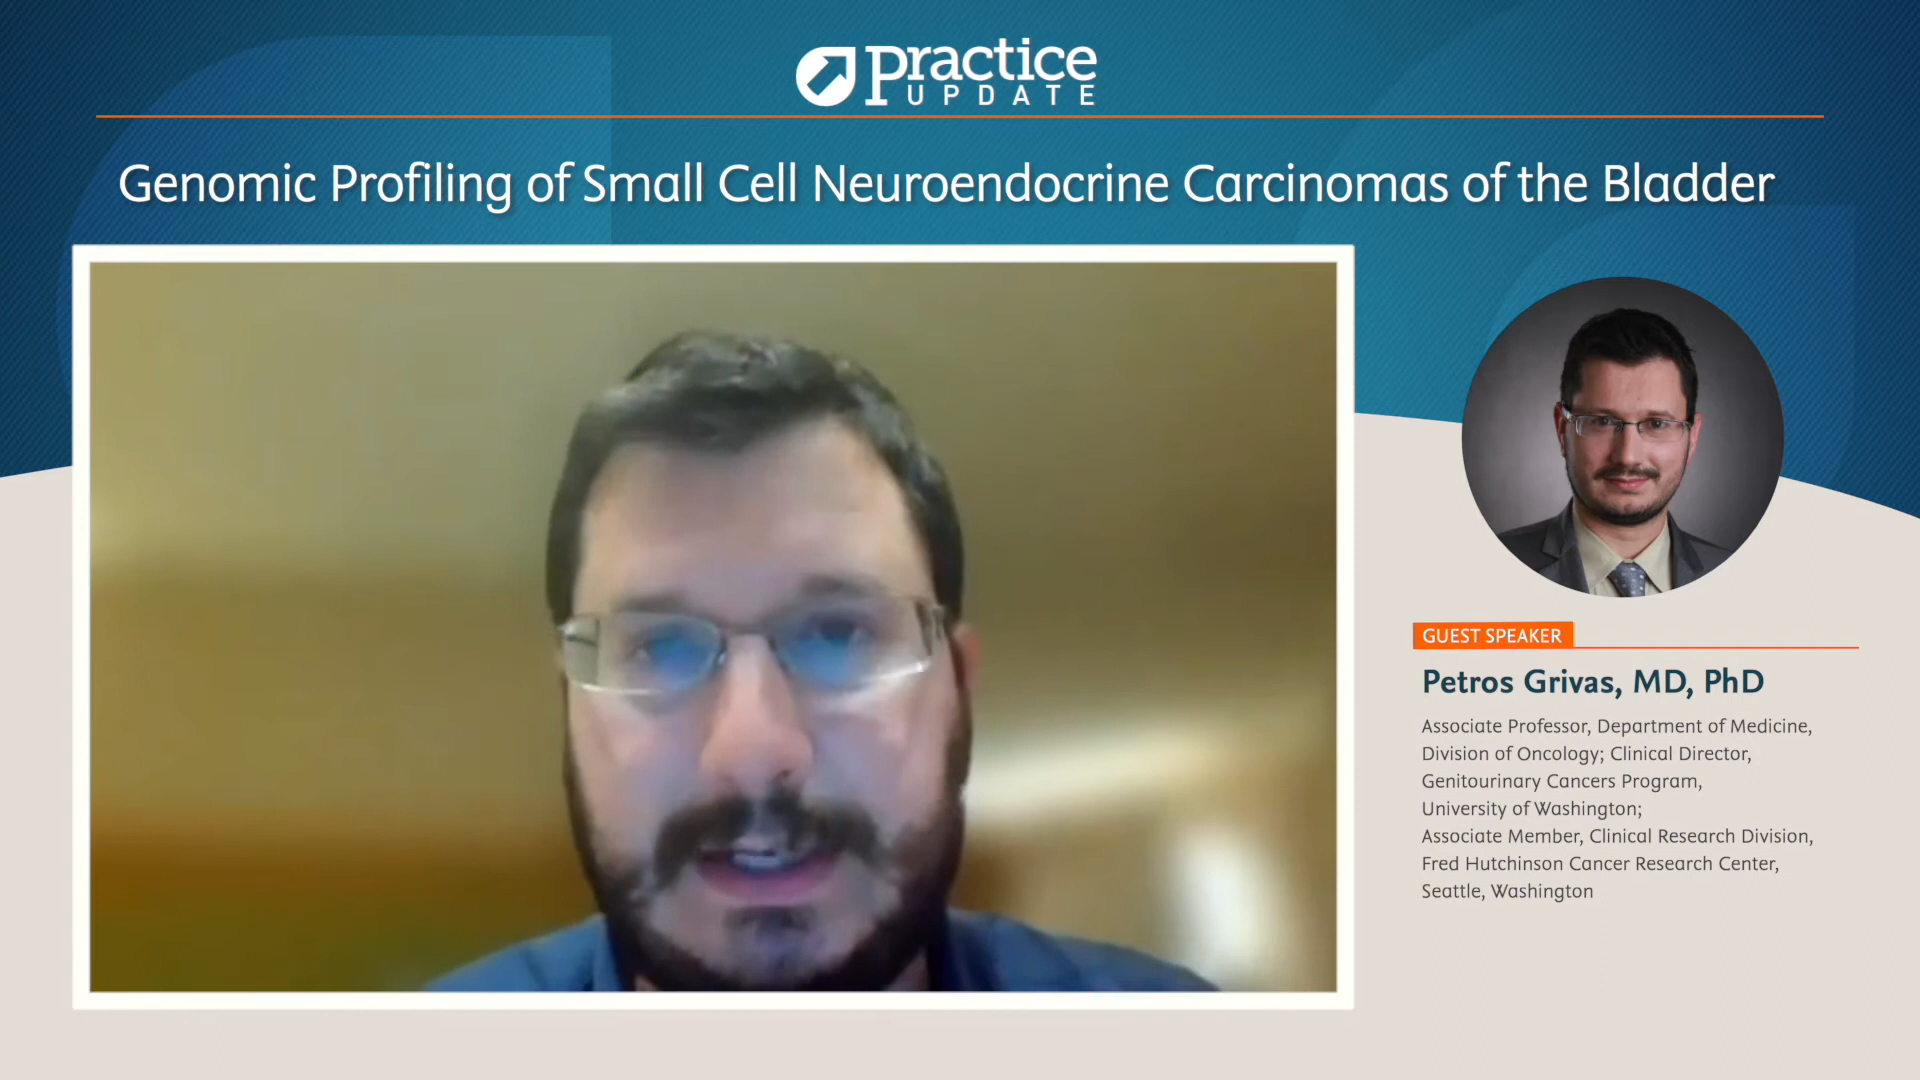 Practice
UPDATE
Genomic Profiling of Small Cell Neuroendocrine Carcinomas of the Bladder
GUEST SPEAKER
Petros Grivas, MD, PhD
Associate Professor, Department of Medicine,
Division of Oncology; Clinical Director,
Genitourinary Cancers Program,
University of Washington;
Associate Member, Clinical Research Division,
Fred Hutchinson Cancer Research Center,
Seattle, Washington